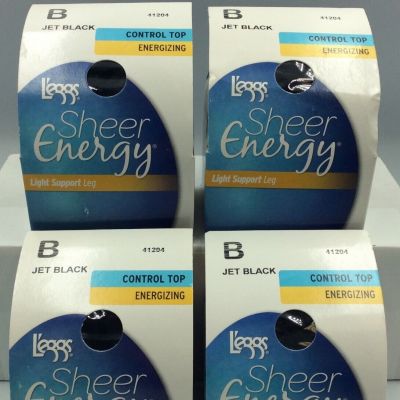 B 41204
JET BLACK
CONTROL TOP
ENERGIZING
L'eggs
Sheer
Energy®
Light Support Leg
B 41204
JET BLACK
CONTROL TOP
ENERGIZING
L'eggs
Sheer
Energy®
Light Support Leg
B 41204
JET BLACK
CONTROL TOP
ENERGIZING
L'eggs
Sheer
Energy
B 41204
JET BLACK
CONTROL TOP
ENERGIZING
L'eggs
Sheer
Energy